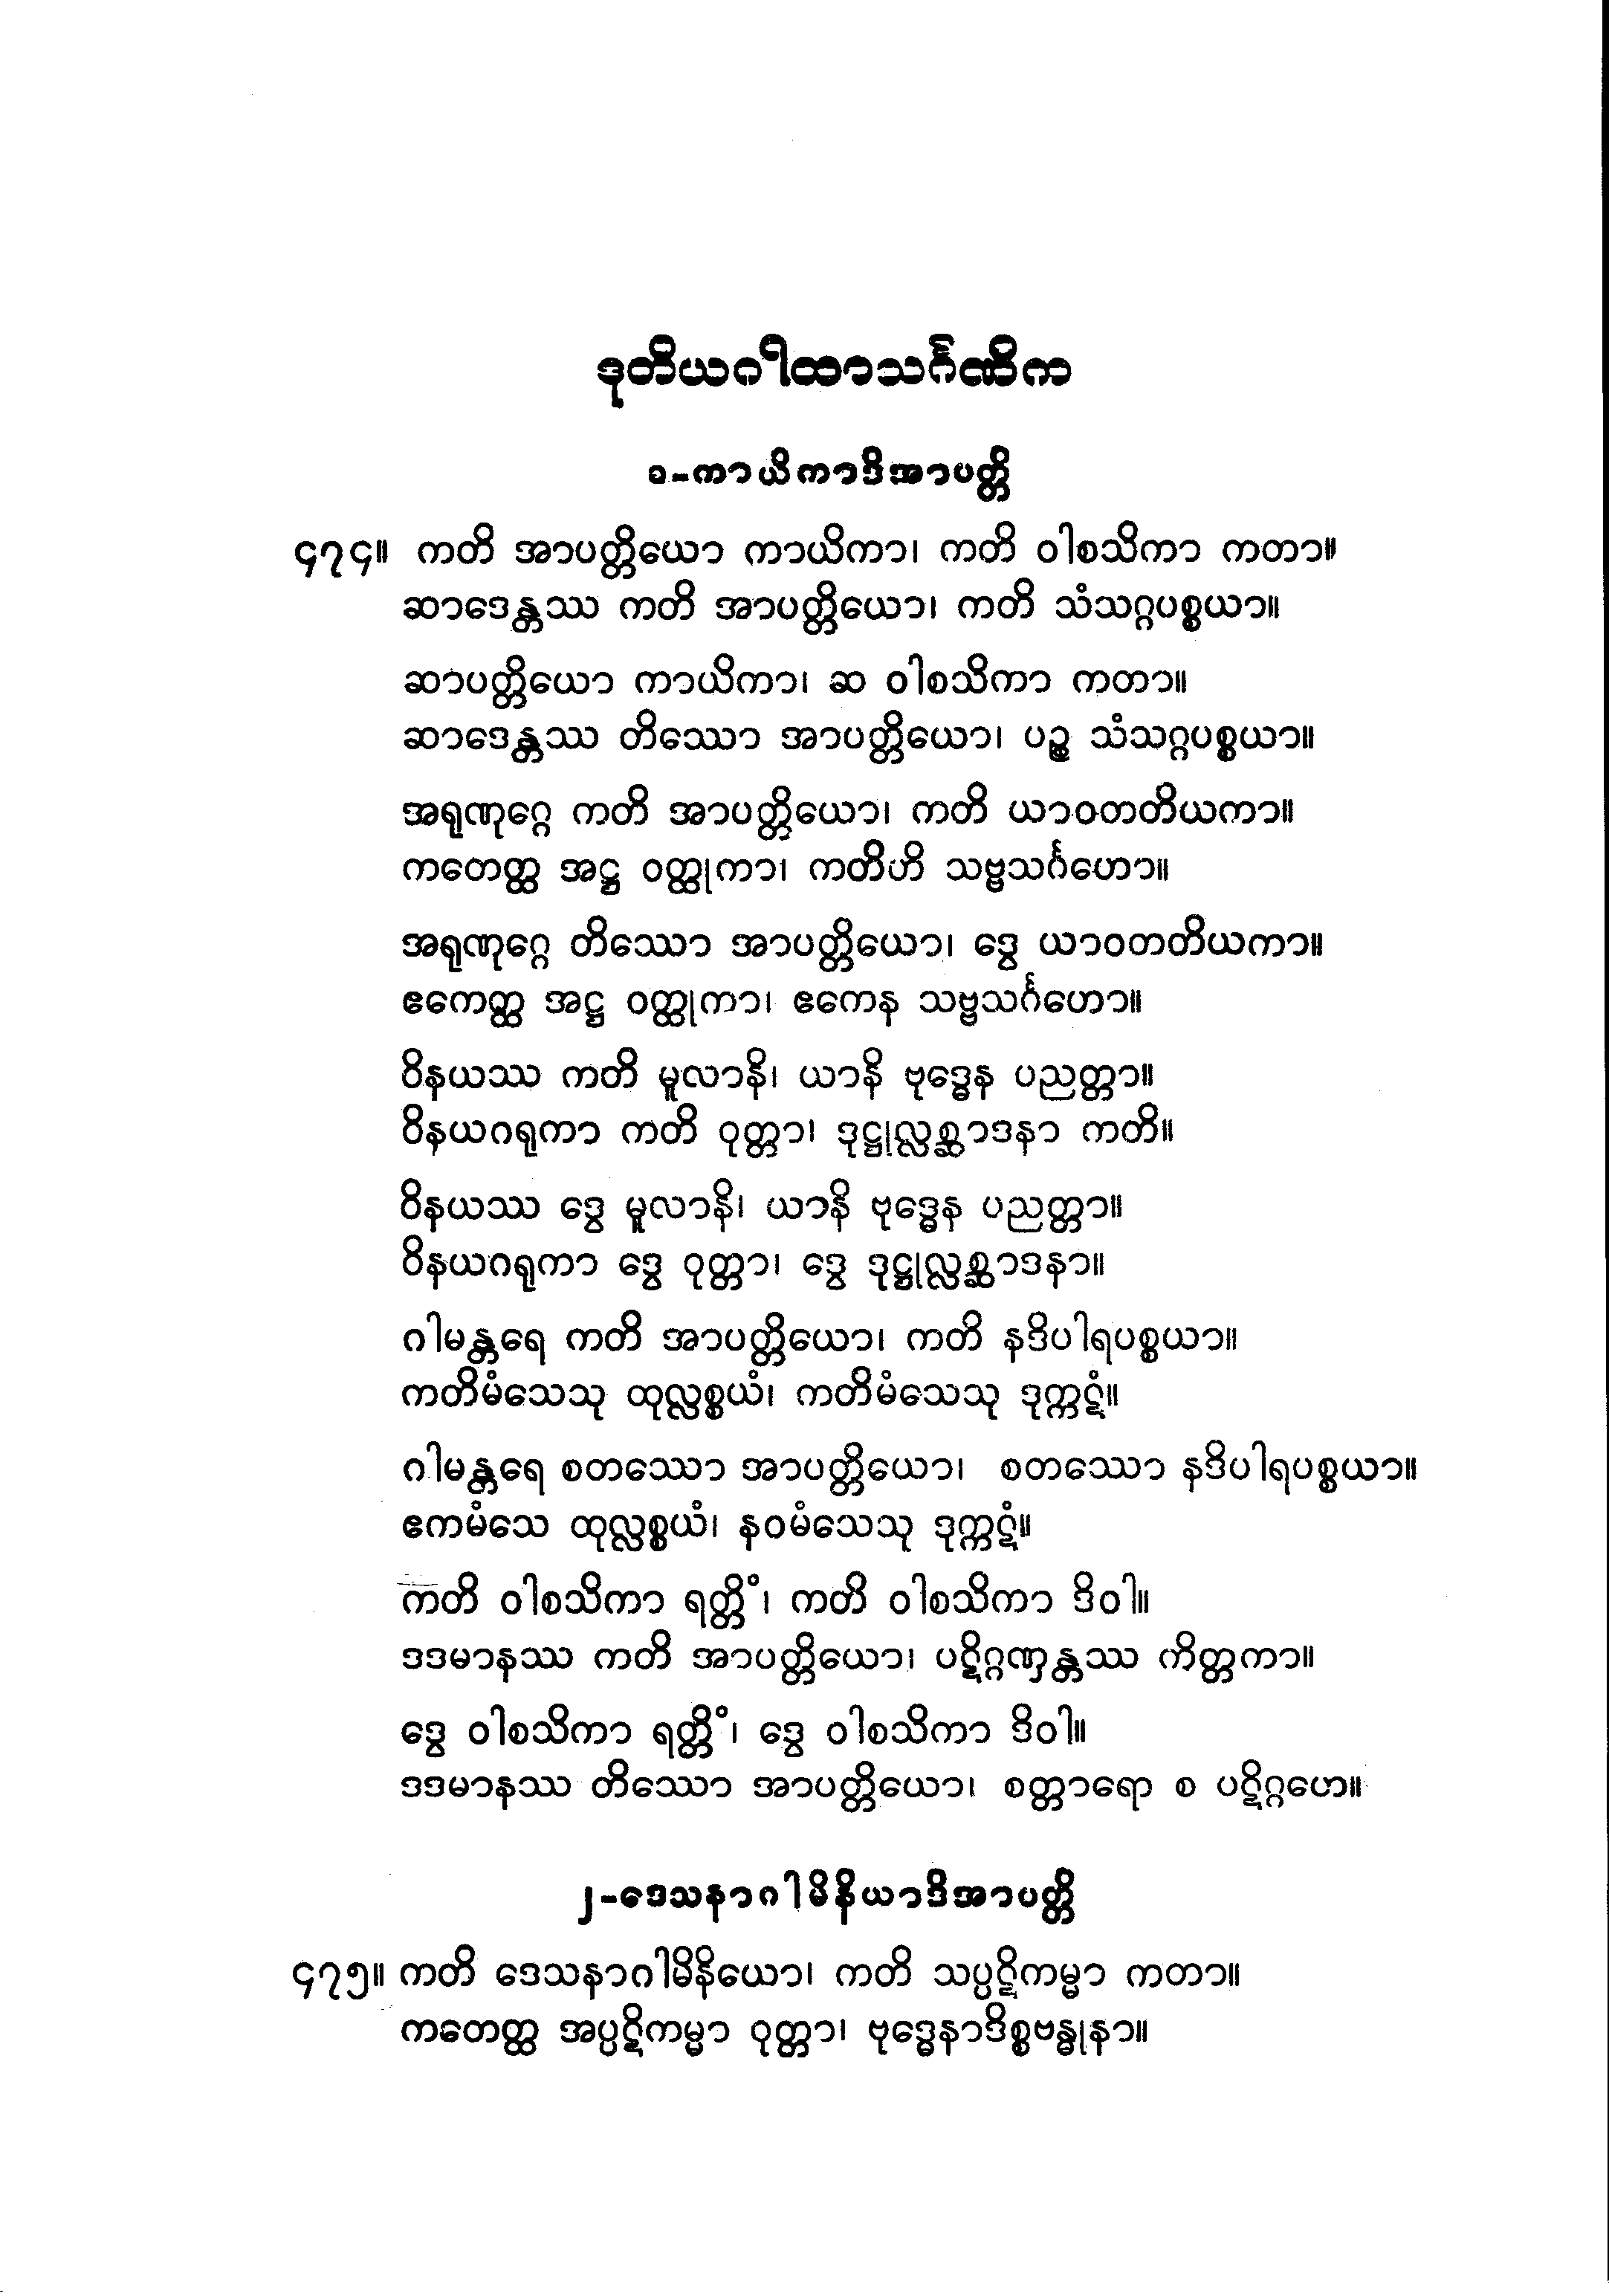 ဒုတိယဂါထာသင်္ဂဏိက
၁-ကာယိကာဒိအာပတ္တိ
၄၇၄။ ကတိ အာပတ္တိယော ကာယိကာ၊ ကတိ ဝါစသိကာ ကတာ။
ဆာဒေန္တဿ ကတိ အာပတ္တိယော၊ ကတိ သံသဂ္ဂပစ္စယာ။
ဆာပတ္တိယော ကာယိကာ၊ ဆ ဝါစသိကာ ကတာ။
ဆာဒေန္တဿ တိဿော အာပတ္တိယော၊ ပဉ္စ သံသဂ္ဂပစ္စယာ။
အရုဏုဂ္ဂေ ကတိ အာပတ္တိယော၊ ကတိ ယာဝတတိယကာ။
ကတေတ္ထ အဋ္ဌ ဝတ္ထုကာ၊ ကတိဟိ သဗ္ဗသင်္ဂဟော။
အရုဏုဂ္ဂေ တိဿော အာပတ္တိယော၊ ဒွေ ယာဝတတိယကာ။
ဧကေတ္ထ အဋ္ဌ ဝတ္ထုကာ၊ ဧကေန သဗ္ဗသင်္ဂဟော။
ဝိနယဿ ကတိ မူလာနိ၊ ယာနိ ဗုဒ္ဓေန ပညတ္တာ။
ဝိနယဂရုကာ ကတိ ဝုတ္တာ၊ ဒုဋ္ဌုလ္လစ္ဆာဒနာ ကတိ။
ဝိနယဿ ဒွေ မူလာနိ၊ ယာနိ ဗုဒ္ဓေန ပညတ္တာ။
ဝိနယဂရုကာ ဒွေ ဝုတ္တာ၊ ဒွေ ဒုဋ္ဌုလ္လစ္ဆာဒနာ။
ဂါမန္တရေ ကတိ အာပတ္တိယော၊ ကတိ နဒိပါရပစ္စယာ။
ကတိမံသေသု ထုလ္လစ္စယံ၊ ကတိမံသေသု ဒုက္ကဋံ။
ဂါမန္တရေ စတဿော အာပတ္တိယော၊ စတဿော နဒိပါရပစ္စယာ။
ဧကမံသေ ထုလ္လစ္စယံ၊ နဝမံသေသု ဒုက္ကဋံ။
ကတိ ဝါစသိကာ ရတ္တိံ၊ ကတိ ဝါစသိကာ ဒိဝါ။
ဒဒမာနဿ ကတိ အာပတ္တိယော၊ ပဋိဂ္ဂဏှန္တဿ ကိတ္တကာ။
ဒွေ ဝါစသိကာ ရတ္တိံ၊ ဒွေ ဝါစသိကာ ဒိဝါ။
ဒဒမာနဿ တိဿော အာပတ္တိယော၊ စတ္တာရော စ ပဋိဂ္ဂဟေ။
၂-ဒေသနာဂါမိနိယာဒိအာပတ္တိ
၄၇၅။ ကတိ ဒေသနာဂါမိနိယော၊ ကတိ သပ္ပဋိကမ္မာ ကတာ။
ကတေတ္ထ အပ္ပဋိကမ္မာ ဝုတ္တာ၊ ဗုဒ္ဓေနာဒိစ္စဗန္ဓုနာ။